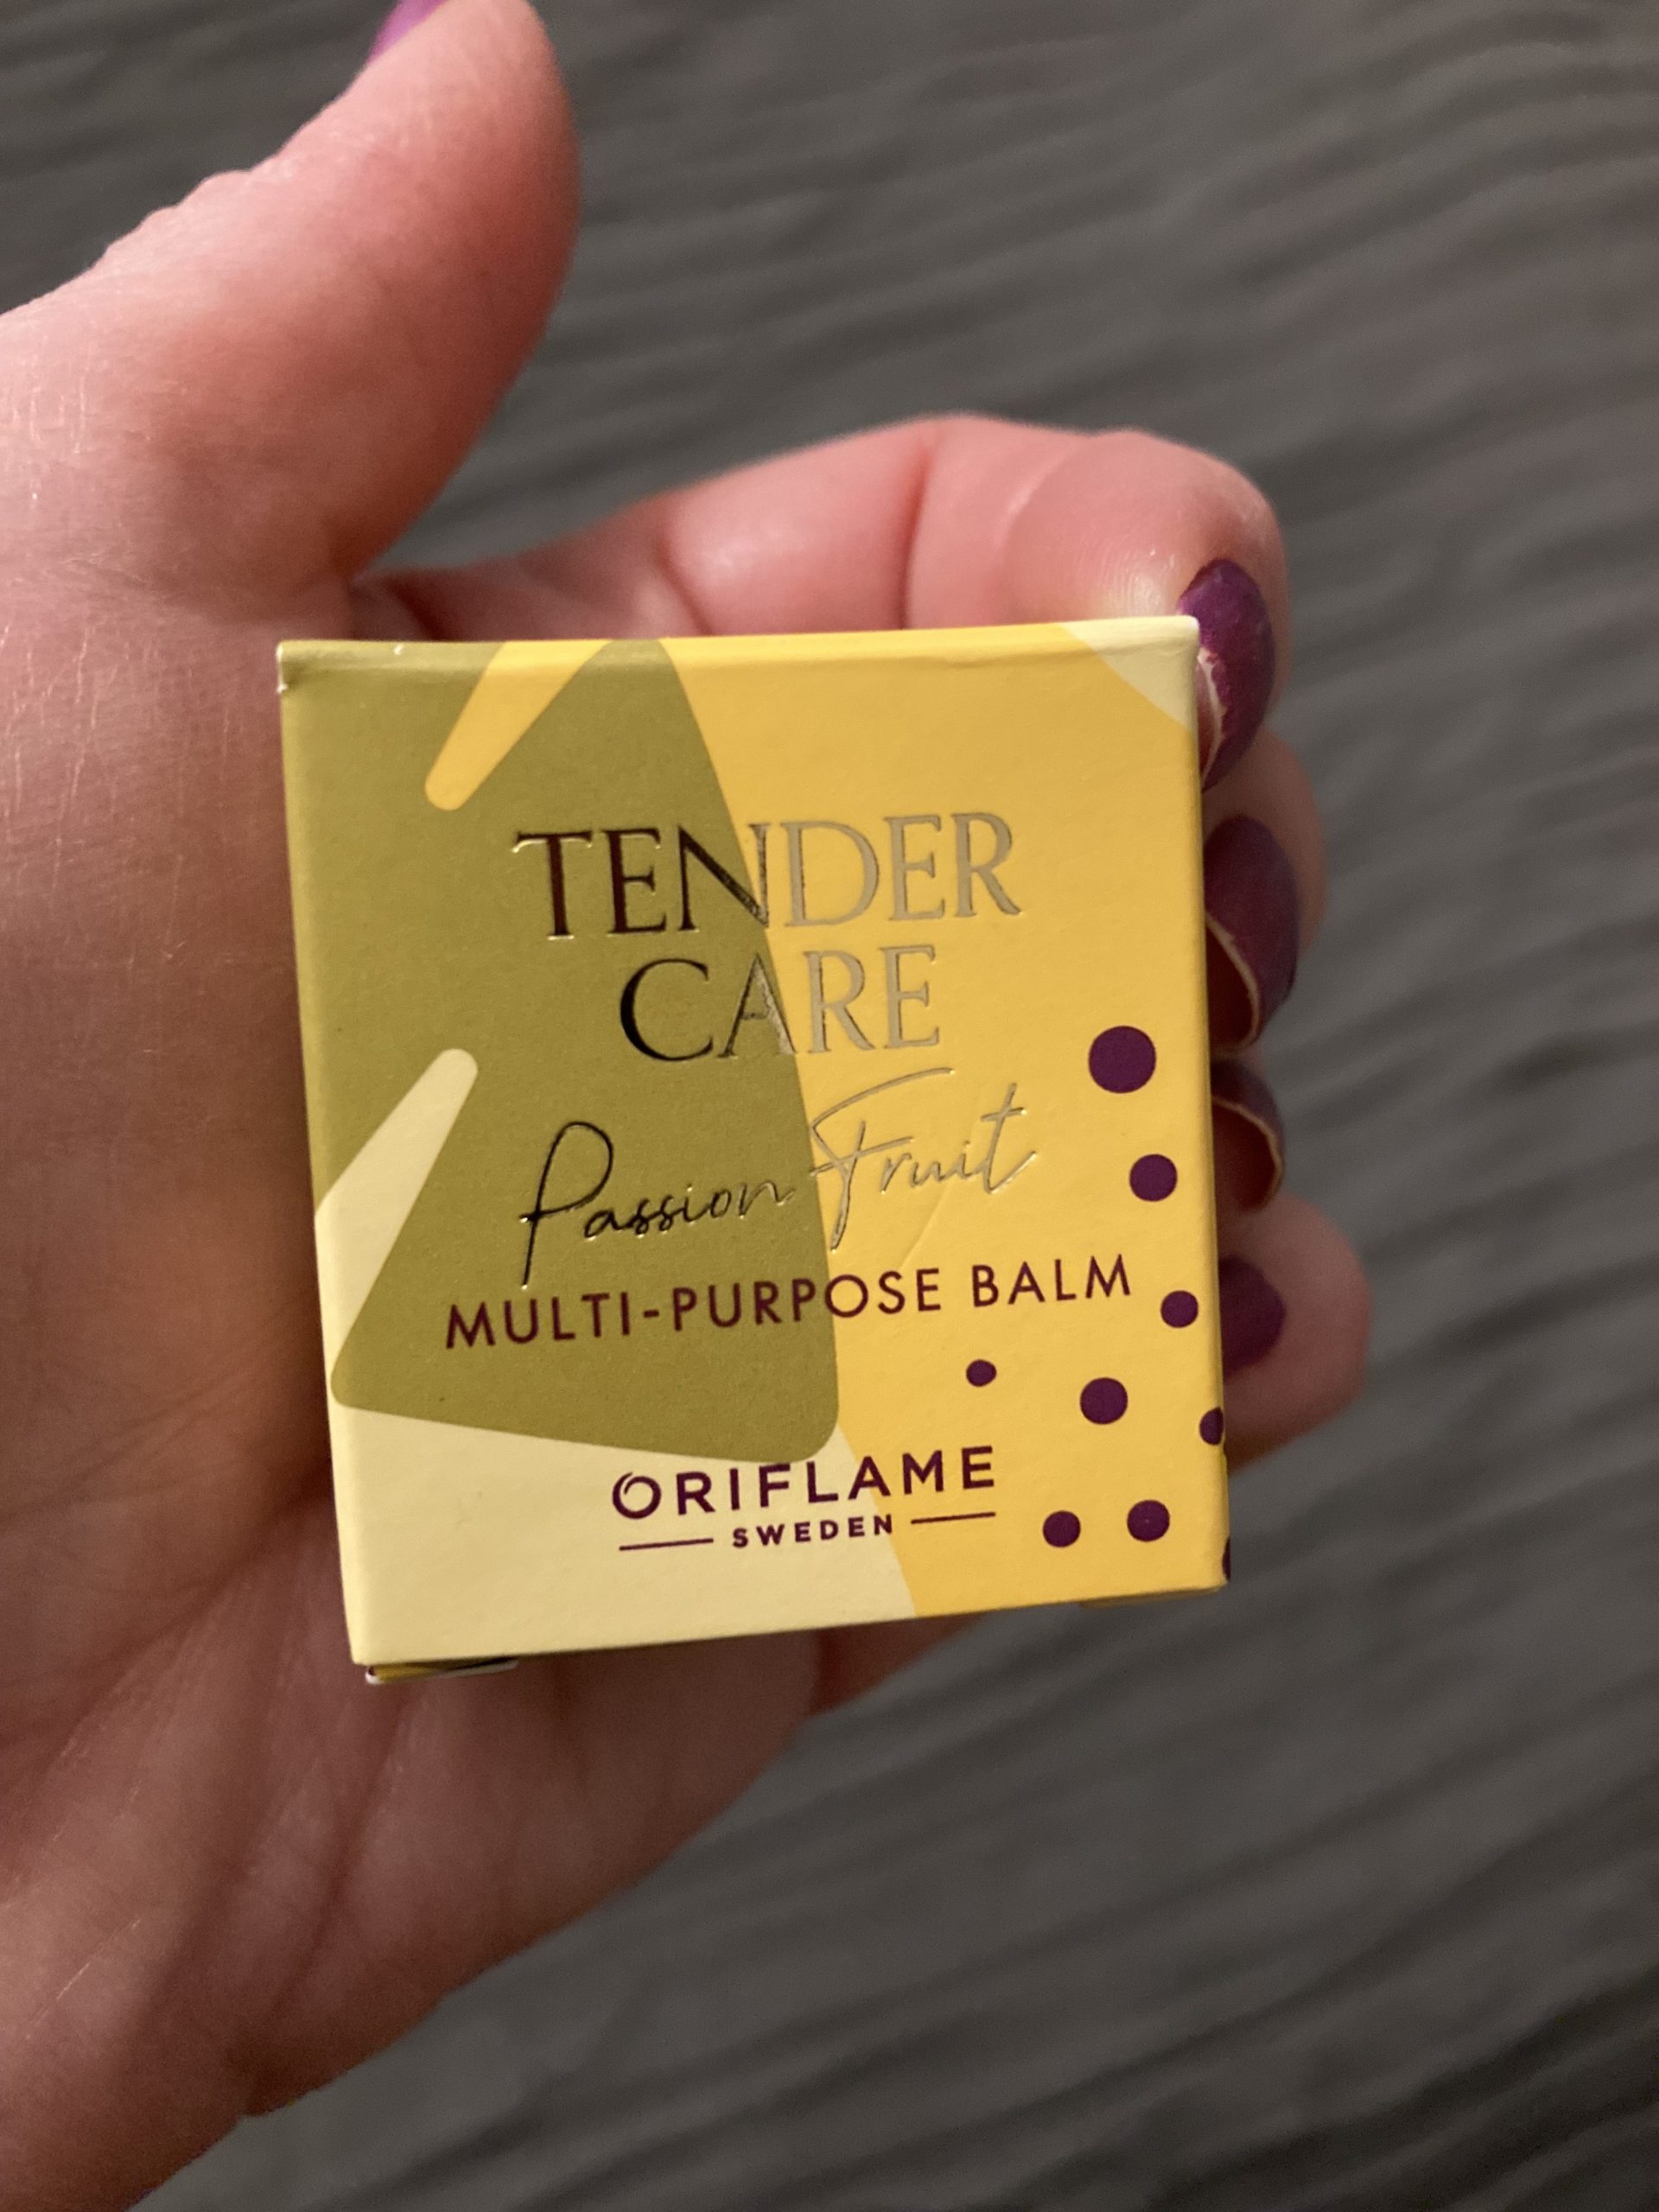 TENDER
CARE
Passion Fruit
MULTI-PURPOSE BALM
ORIFLAME
SWEDEN